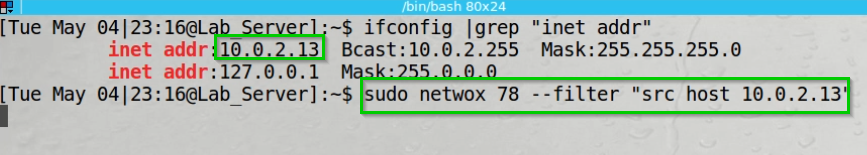 /bin/bash 80x24
[Tue May 04|23:16@Lab_Server]:~$ ifconfig |grep "inet addr"
inet addr:10.0.2.13 Bcast:10.0.2.255 Mask:255.255.255.0
inet addr:127.0.0.1 Mask:255.0.0.0
[Tue May 04|23:16@Lab_Server]:~$ sudo netwox 78 --filter "src host 10.0.2.13"